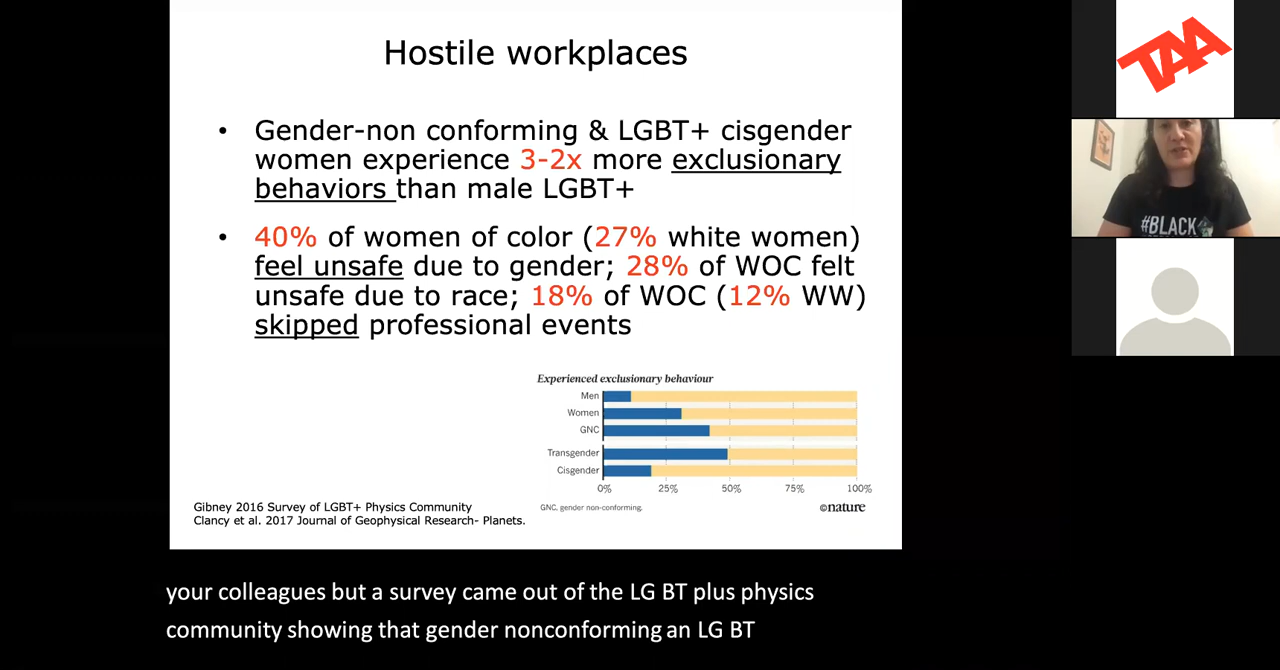 Hostile workplaces
• Gender-non conforming & LGBT+ cisgender
women experience 3-2x more exclusionary
behaviors than male LGBT+
• 40% of women of color (27% white women)
feel unsafe due to gender; 28% of WOC felt
unsafe due to race; 18% of WOC (12% WW)
skipped professional events
Experienced exclusionary behaviour
Men
Women
GNC
Transgender
Cisgender
0% 25% 50% 75% 100%
GNC, gender non-conforming.
©nature
Gibney 2016 Survey of LGBT+ Physics Community
Clancy et al. 2017 Journal of Geophysical Research- Planets.
TAA
#BLACK
your colleagues but a survey came out of the LG BT plus physics
community showing that gender nonconforming an LG BT